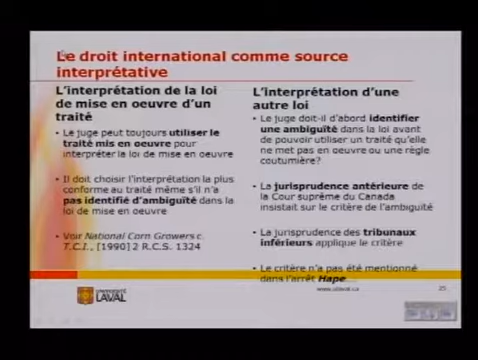 Le droit international comme source
interprétative
L'interprétation de la loi
de mise en oeuvre d'un
traité
Le juge peut toujours utiliser le
traité mis en oeuvre pour
interpréter la loi de mise en oeuvre
Il doit choisir l'interprétation la plus
conforme au traité même s'il n'a
pas identifié d'ambiguïté dans la
loi de mise en oeuvre
Voir National Corn Growers c.
T.C.I., [1990] 2 R.C.S. 1324
L'interprétation d'une
autre loi
Le juge doit-il d'abord identifier
une ambiguïté dans la loi avant
de pouvoir utiliser un traité qu'elle
ne met pas en oeuvre ou une règle
coutumière?
La jurisprudence antérieure de
la Cour suprême du Canada
insistait sur le critère de l'ambiguïté
La jurisprudence des tribunaux
inférieurs applique le critère
Le critère n'a pas été mentionné
dans l'arrêt Hape...
UNIVERSITÉ
LAVAL
www.ulaval.ca
25